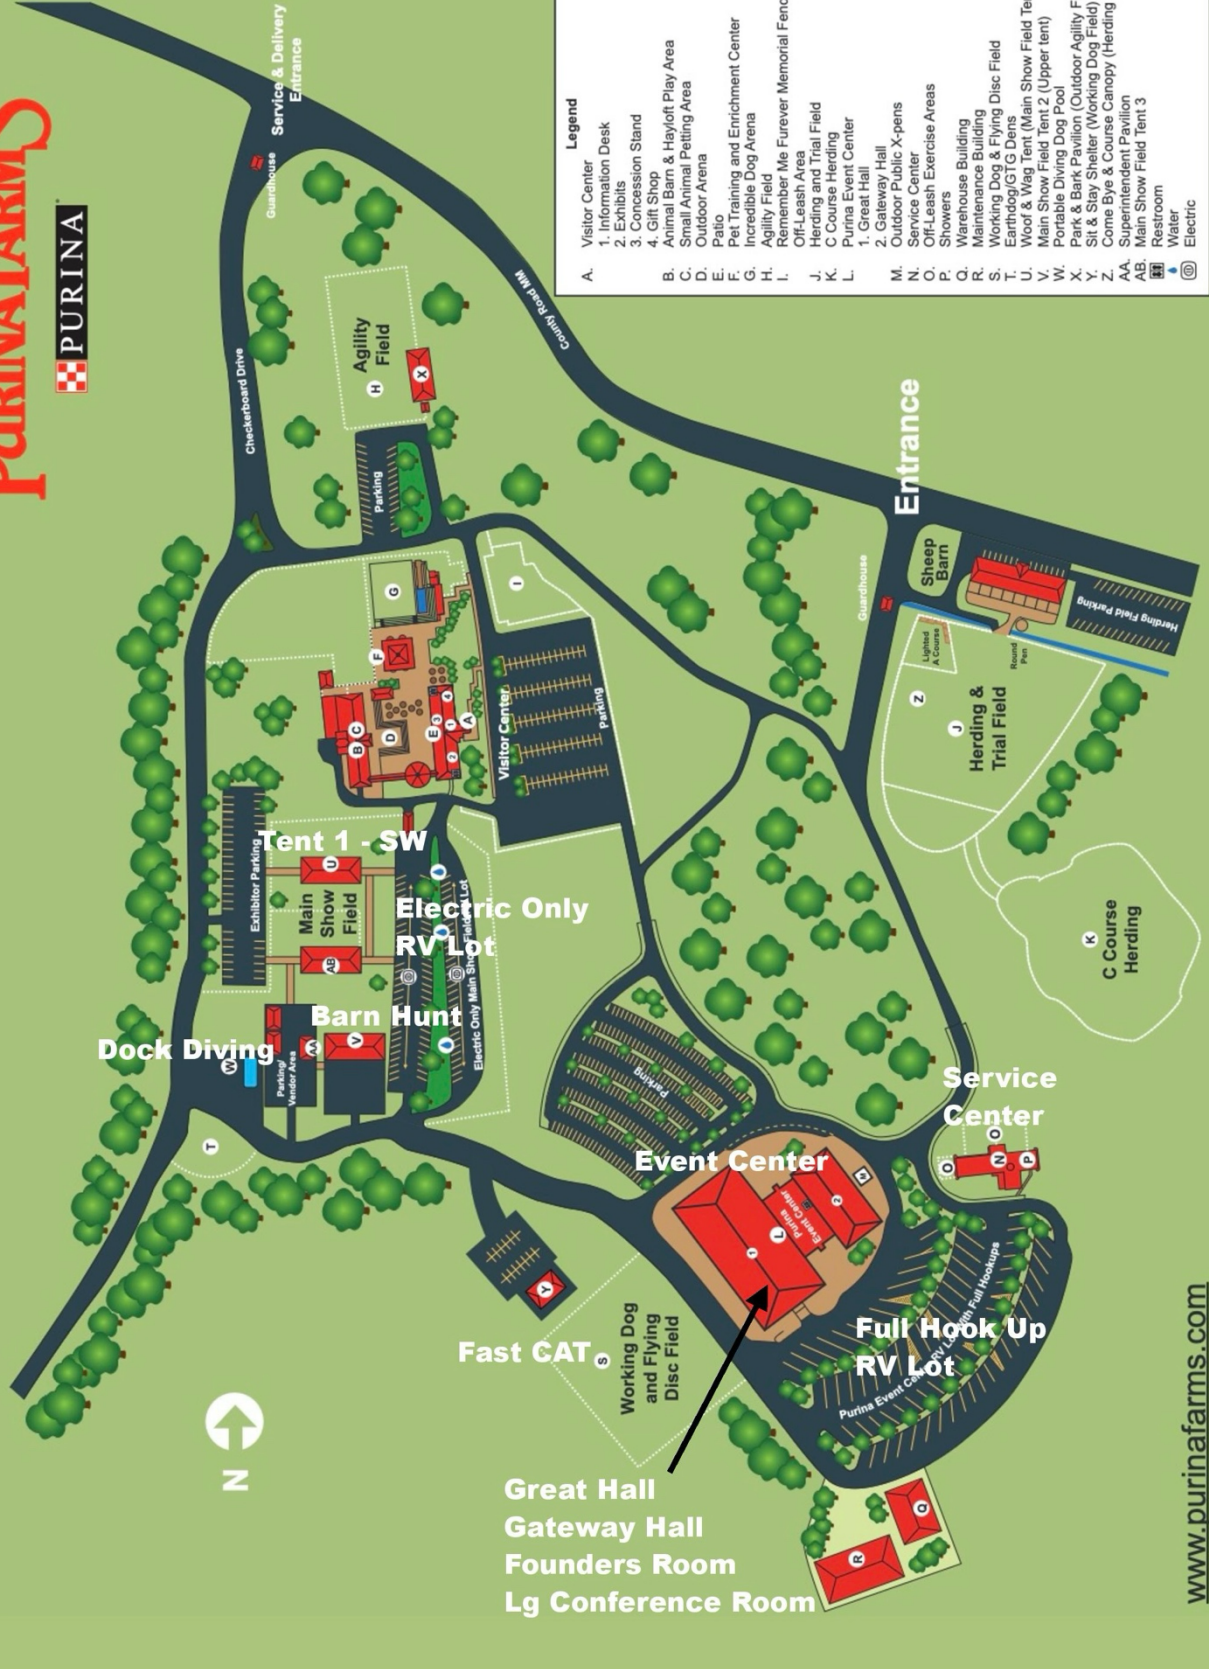 PURINA FARMS
PURINA
Service & Delivery
Entrance
Guardhouse
Checkerboard Drive
County Road MM
Legend
A. Visitor Center
1. Information Desk
2. Exhibits
3. Concession Stand
4. Gift Shop
B. Animal Barn & Hayloft Play Area
C. Small Animal Petting Area
D. Outdoor Arena
E. Patio
F. Pet Training and Enrichment Center
G. Incredible Dog Arena
H. Agility Field
I. Remember Me Furever Memorial Fenc
Off-Leash Area
J. Herding and Trial Field
K. C Course Herding
L. Purina Event Center
1. Great Hall
2. Gateway Hall
M. Outdoor Public X-pens
N. Service Center
O. Off-Leash Exercise Areas
P. Showers
Q. Warehouse Building
R. Maintenance Building
S. Working Dog & Flying Disc Field
T. Earthdog/GTG Dens
U. Woof & Wag Tent (Main Show Field Te
V. Main Show Field Tent 2 (Upper tent)
W. Portable Diving Dog Pool
X. Park & Bark Pavilion (Outdoor Agility F
Y. Sit & Stay Shelter (Working Dog Field)
Z. Come Bye & Course Canopy (Herding
AA. Superintendent Pavilion
AB. Main Show Field Tent 3
Restroom
Water
Electric
Agility
Field
H
X
Parking
G
I
F
B
C
D
E
3
4
1
2
A
Visitor Center
Parking
Entrance
Guardhouse
Sheep
Barn
Herding Field Parking
Lighted
A Course
Round
Pen
Z
J
Herding &
Trial Field
K
C Course
Herding
Exhibitor Parking
Tent 1 - SW
U
Main
Show
Field
AB
Electric Only
RV Lot
Electric Only Main Show Field Lot
Barn Hunt
Dock Diving
W
AA
V
Parking/
Vendor Area
T
Parking
Service
Center
O
O
N
P
Event Center
M
2
Purina
Event Center
L
1
Y
Fast CAT
S
Working Dog
and Flying
Disc Field
Full Hook Up
RV Lot
Purina Event Center RV Lot With Full Hookups
N
Great Hall
Gateway Hall
Founders Room
Lg Conference Room
Q
R
www.purinafarms.com